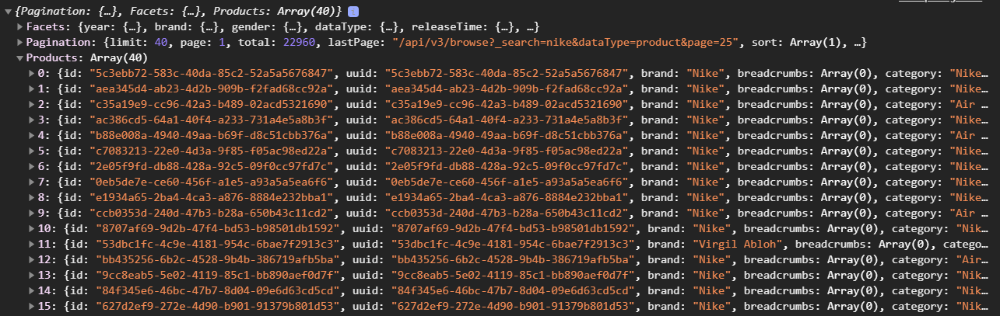 {Pagination: {…}, Facets: {…}, Products: Array(40)} i
Facets: {year: {…}, brand: {…}, gender: {…}, dataType: {…}, releaseTime: {…}, …}
Pagination: {limit: 40, page: 1, total: 22960, lastPage: "/api/v3/browse?_search=nike&dataType=product&page=25", sort: Array(1), …}
Products: Array(40)
0: {id: "5c3ebb72-583c-40da-85c2-52a5a5676847", uuid: "5c3ebb72-583c-40da-85c2-52a5a5676847", brand: "Nike", breadcrumbs: Array(0), category: "Nike…
1: {id: "aea345d4-ab23-4d2b-909b-f2fad68cc92a", uuid: "aea345d4-ab23-4d2b-909b-f2fad68cc92a", brand: "Nike", breadcrumbs: Array(0), category: "Nike…
2: {id: "c35a19e9-cc96-42a3-b489-02acd5321690", uuid: "c35a19e9-cc96-42a3-b489-02acd5321690", brand: "Nike", breadcrumbs: Array(0), category: "Air …
3: {id: "ac386cd5-64a1-40f4-a233-731a4e5a8b3f", uuid: "ac386cd5-64a1-40f4-a233-731a4e5a8b3f", brand: "Nike", breadcrumbs: Array(0), category: "Nike…
4: {id: "b88e008a-4940-49aa-b69f-d8c51cbb376a", uuid: "b88e008a-4940-49aa-b69f-d8c51cbb376a", brand: "Nike", breadcrumbs: Array(0), category: "Air …
5: {id: "c7083213-22e0-4d3a-9f85-f05ac98ed22a", uuid: "c7083213-22e0-4d3a-9f85-f05ac98ed22a", brand: "Nike", breadcrumbs: Array(0), category: "Nike…
6: {id: "2e05f9fd-db88-428a-92c5-09f0cc97fd7c", uuid: "2e05f9fd-db88-428a-92c5-09f0cc97fd7c", brand: "Nike", breadcrumbs: Array(0), category: "Nike…
7: {id: "0eb5de7e-ce60-456f-a1e5-a93a5a5ea6f6", uuid: "0eb5de7e-ce60-456f-a1e5-a93a5a5ea6f6", brand: "Nike", breadcrumbs: Array(0), category: "Nike…
8: {id: "e1934a65-2ba4-4ca3-a876-8884e232bba1", uuid: "e1934a65-2ba4-4ca3-a876-8884e232bba1", brand: "Nike", breadcrumbs: Array(0), category: "Nike…
9: {id: "ccb0353d-240d-47b3-b28a-650b43c11cd2", uuid: "ccb0353d-240d-47b3-b28a-650b43c11cd2", brand: "Nike", breadcrumbs: Array(0), category: "Air …
10: {id: "8707af69-9d2b-47f4-bd53-b98501db1592", uuid: "8707af69-9d2b-47f4-bd53-b98501db1592", brand: "Nike", breadcrumbs: Array(0), category: "Nik…
11: {id: "53dbc1fc-4c9e-4181-954c-6bae7f2913c3", uuid: "53dbc1fc-4c9e-4181-954c-6bae7f2913c3", brand: "Virgil Abloh", breadcrumbs: Array(0), catego…
12: {id: "bb435256-6b2c-4528-9b4b-386719afb5ba", uuid: "bb435256-6b2c-4528-9b4b-386719afb5ba", brand: "Nike", breadcrumbs: Array(0), category: "Air…
13: {id: "9cc8eab5-5e02-4119-85c1-bb890aef0d7f", uuid: "9cc8eab5-5e02-4119-85c1-bb890aef0d7f", brand: "Nike", breadcrumbs: Array(0), category: "Nik…
14: {id: "84f345e6-46bc-47b7-8d04-09e6d63cd5cd", uuid: "84f345e6-46bc-47b7-8d04-09e6d63cd5cd", brand: "Nike", breadcrumbs: Array(0), category: "Nik…
15: {id: "627d2ef9-272e-4d90-b901-91379b801d53", uuid: "627d2ef9-272e-4d90-b901-91379b801d53", brand: "Nike", breadcrumbs: Array(0), category: "Nik…